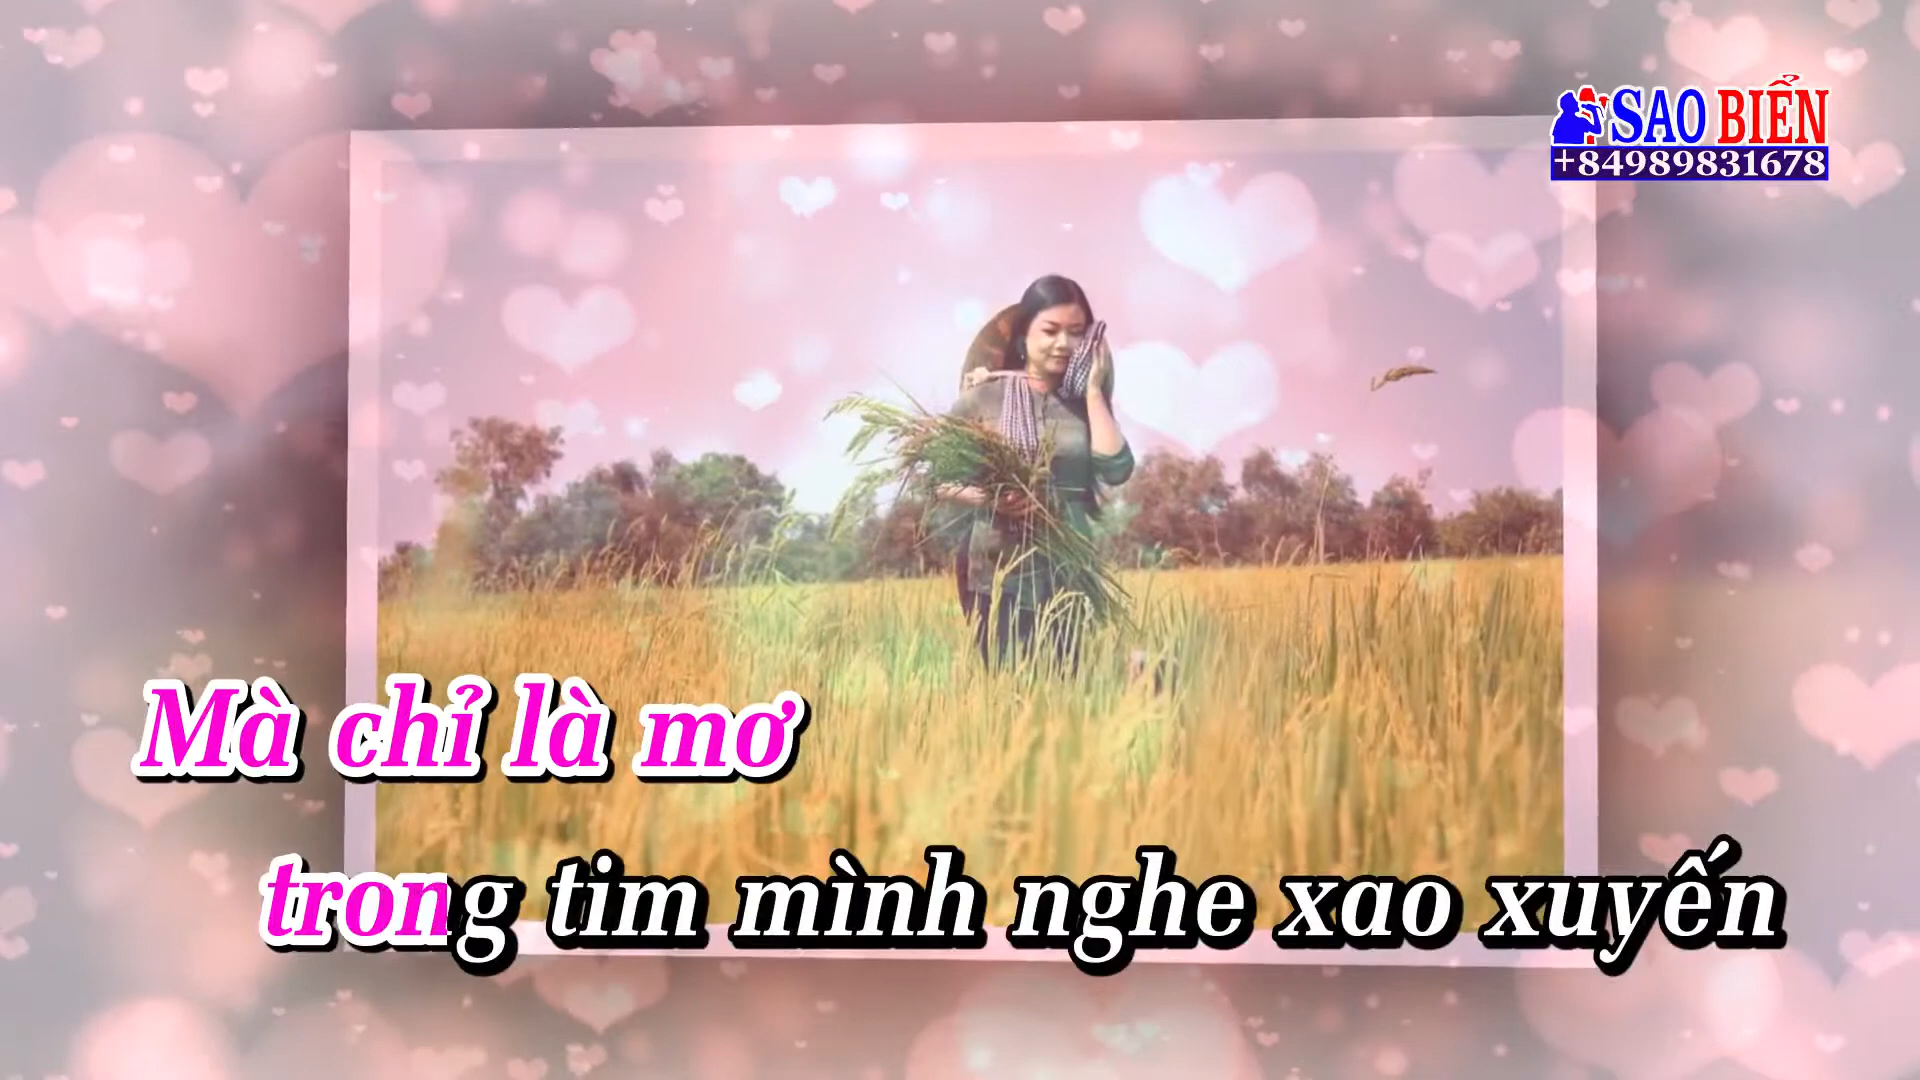 SAO BIỂN
+84989831678
Mà chỉ là mơ
trong tim mình nghe xao xuyến